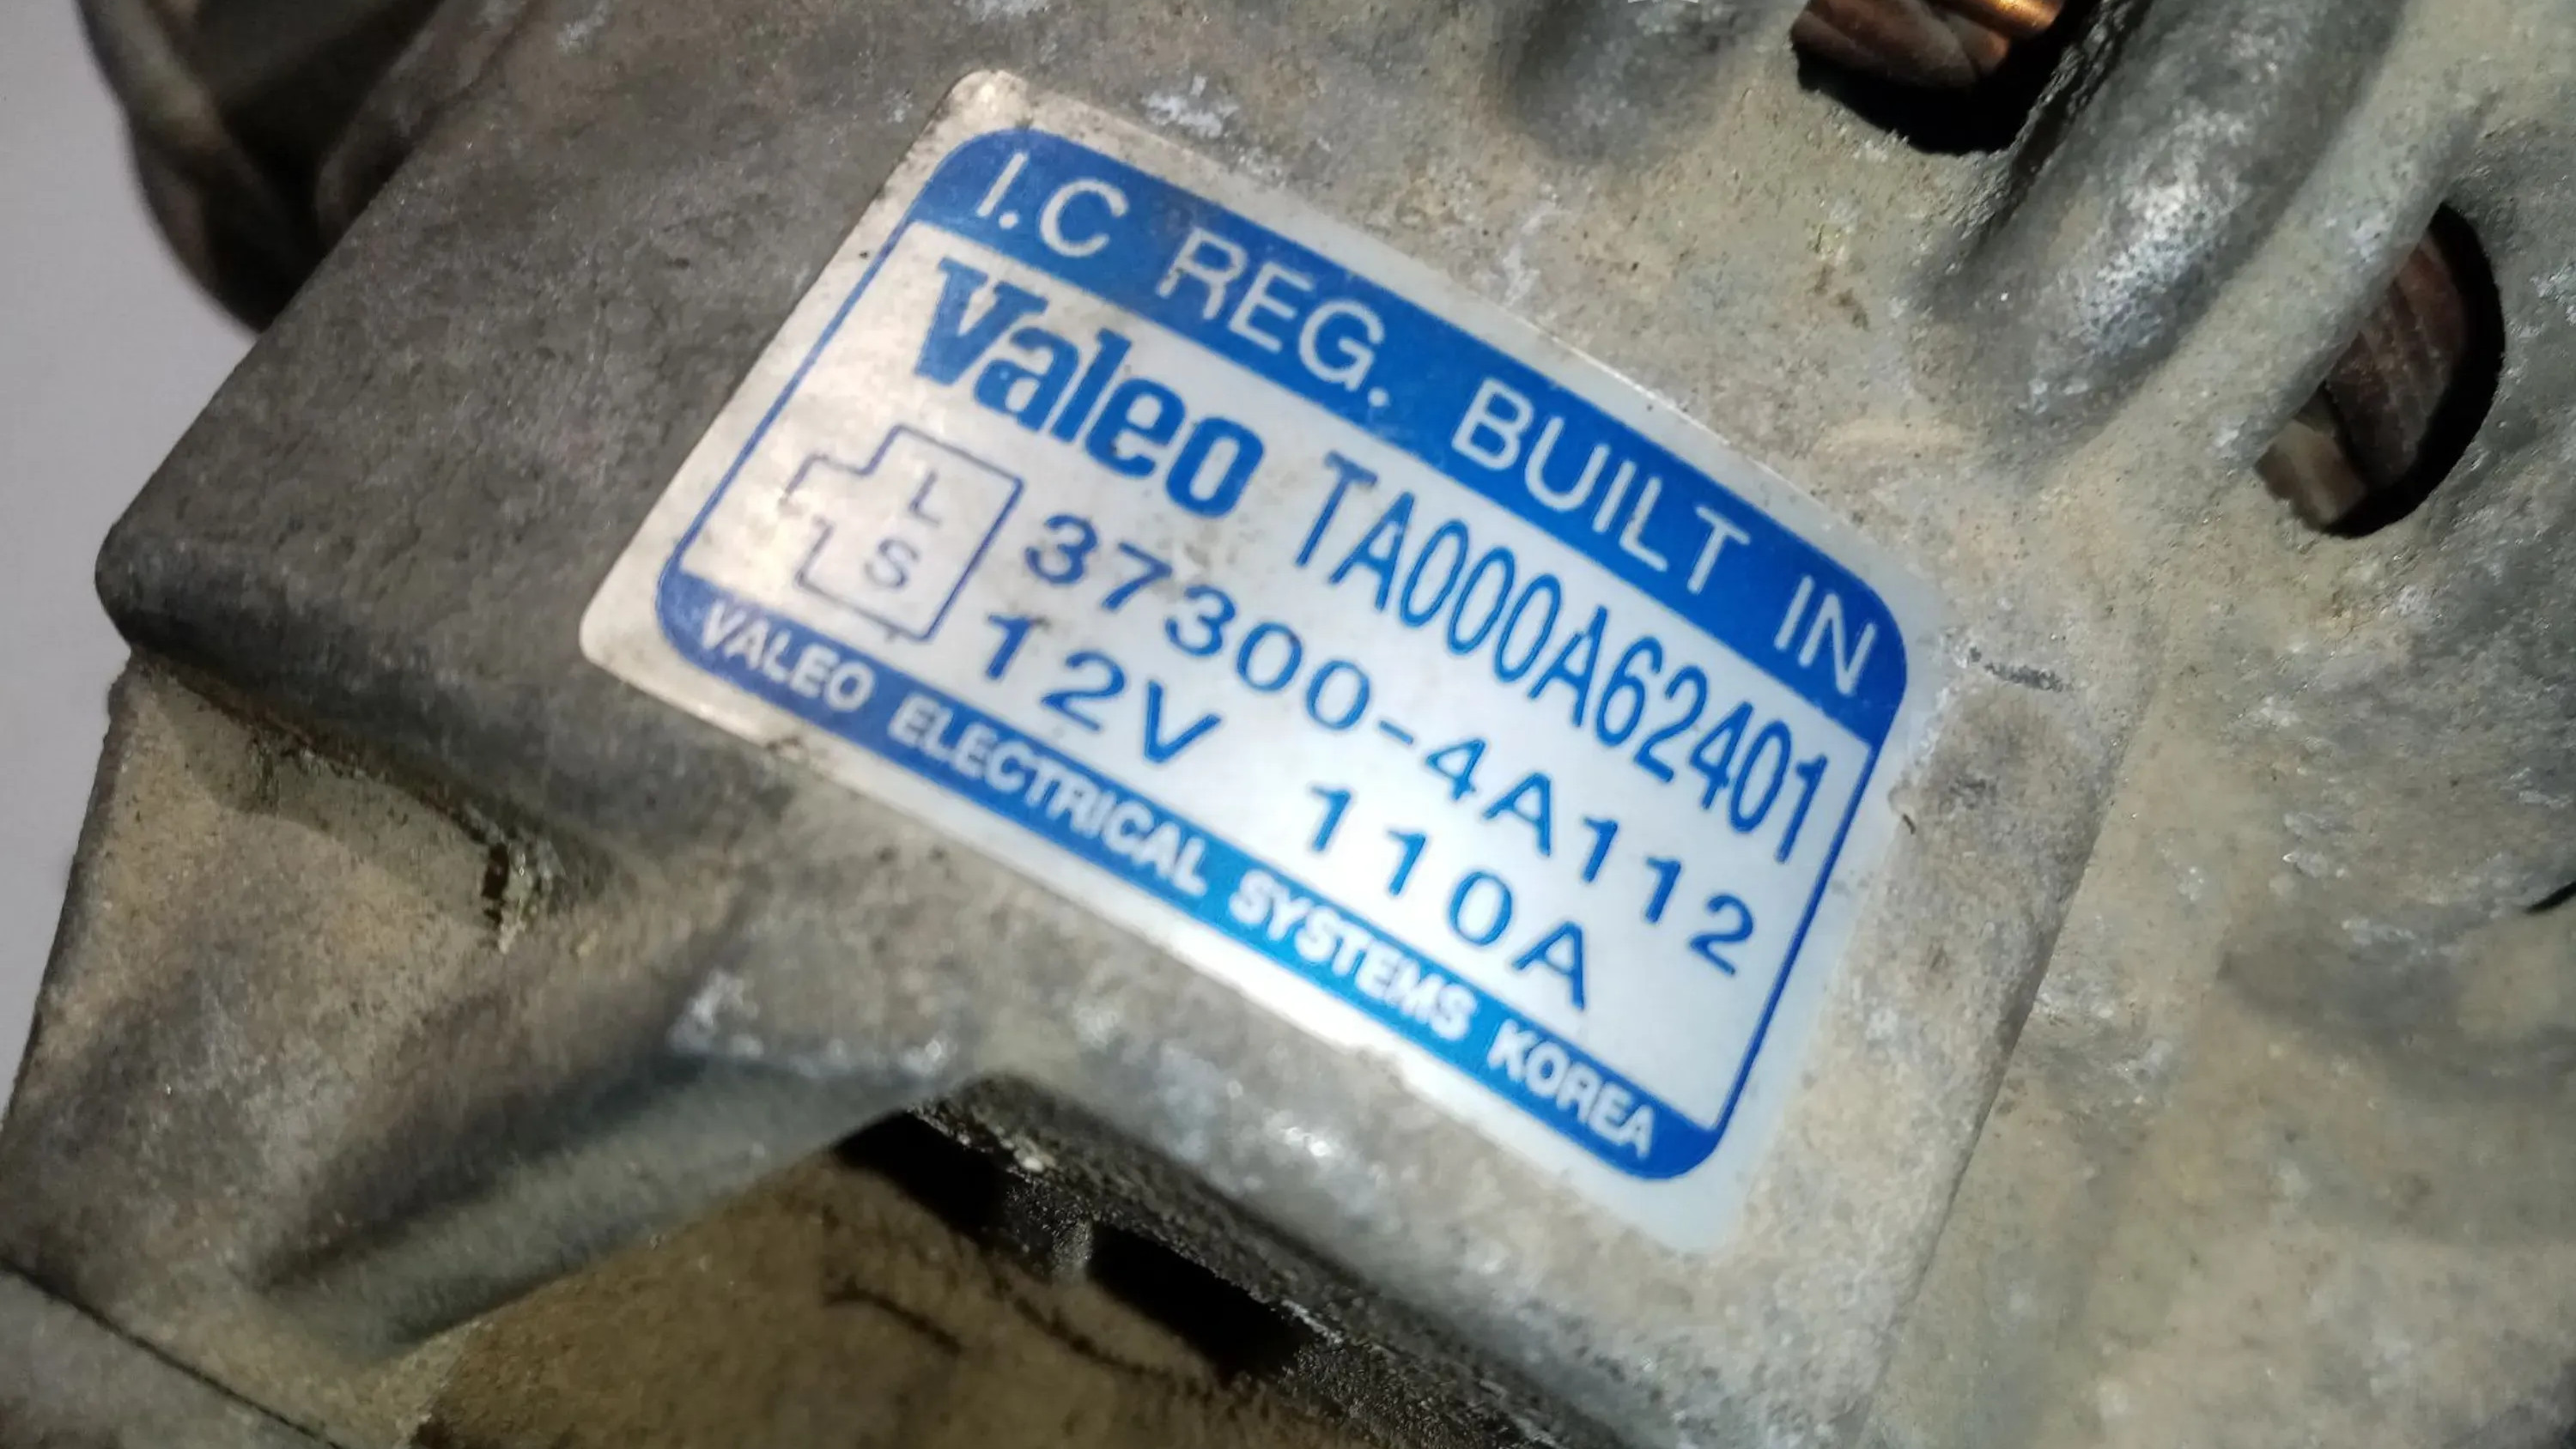 I.C REG. BUILT IN
Valeo TA000A62401
L
S
37300-4A112
12V 110A
VALEO ELECTRICAL SYSTEMS KOREA